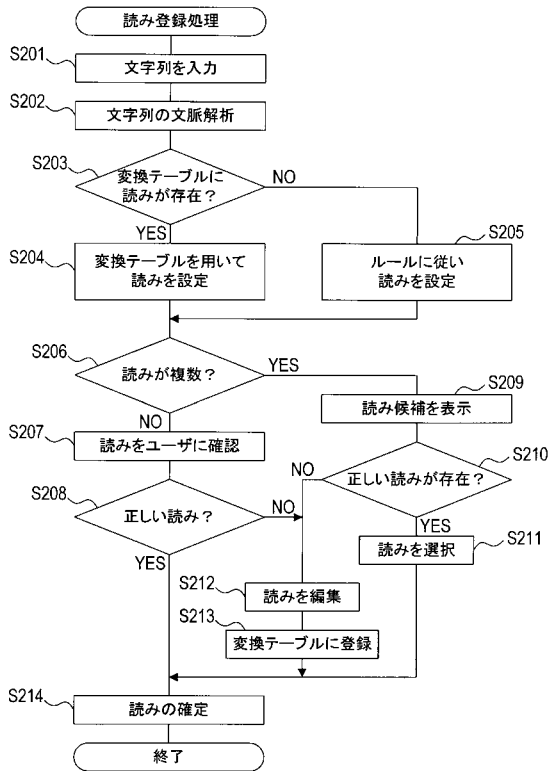 読み登録処理
S201
文字列を入力
S202
文字列の文脈解析
S203
変換テーブルに
読みが存在?
NO
YES
S204
変換テーブルを用いて
読みを設定
S205
ルールに従い
読みを設定
S206
読みが複数?
YES
NO
S209
読み候補を表示
S207
読みをユーザに確認
S210
正しい読みが存在?
NO
YES
S208
正しい読み?
NO
YES
S211
読みを選択
S212
読みを編集
S213
変換テーブルに登録
S214
読みの確定
終了